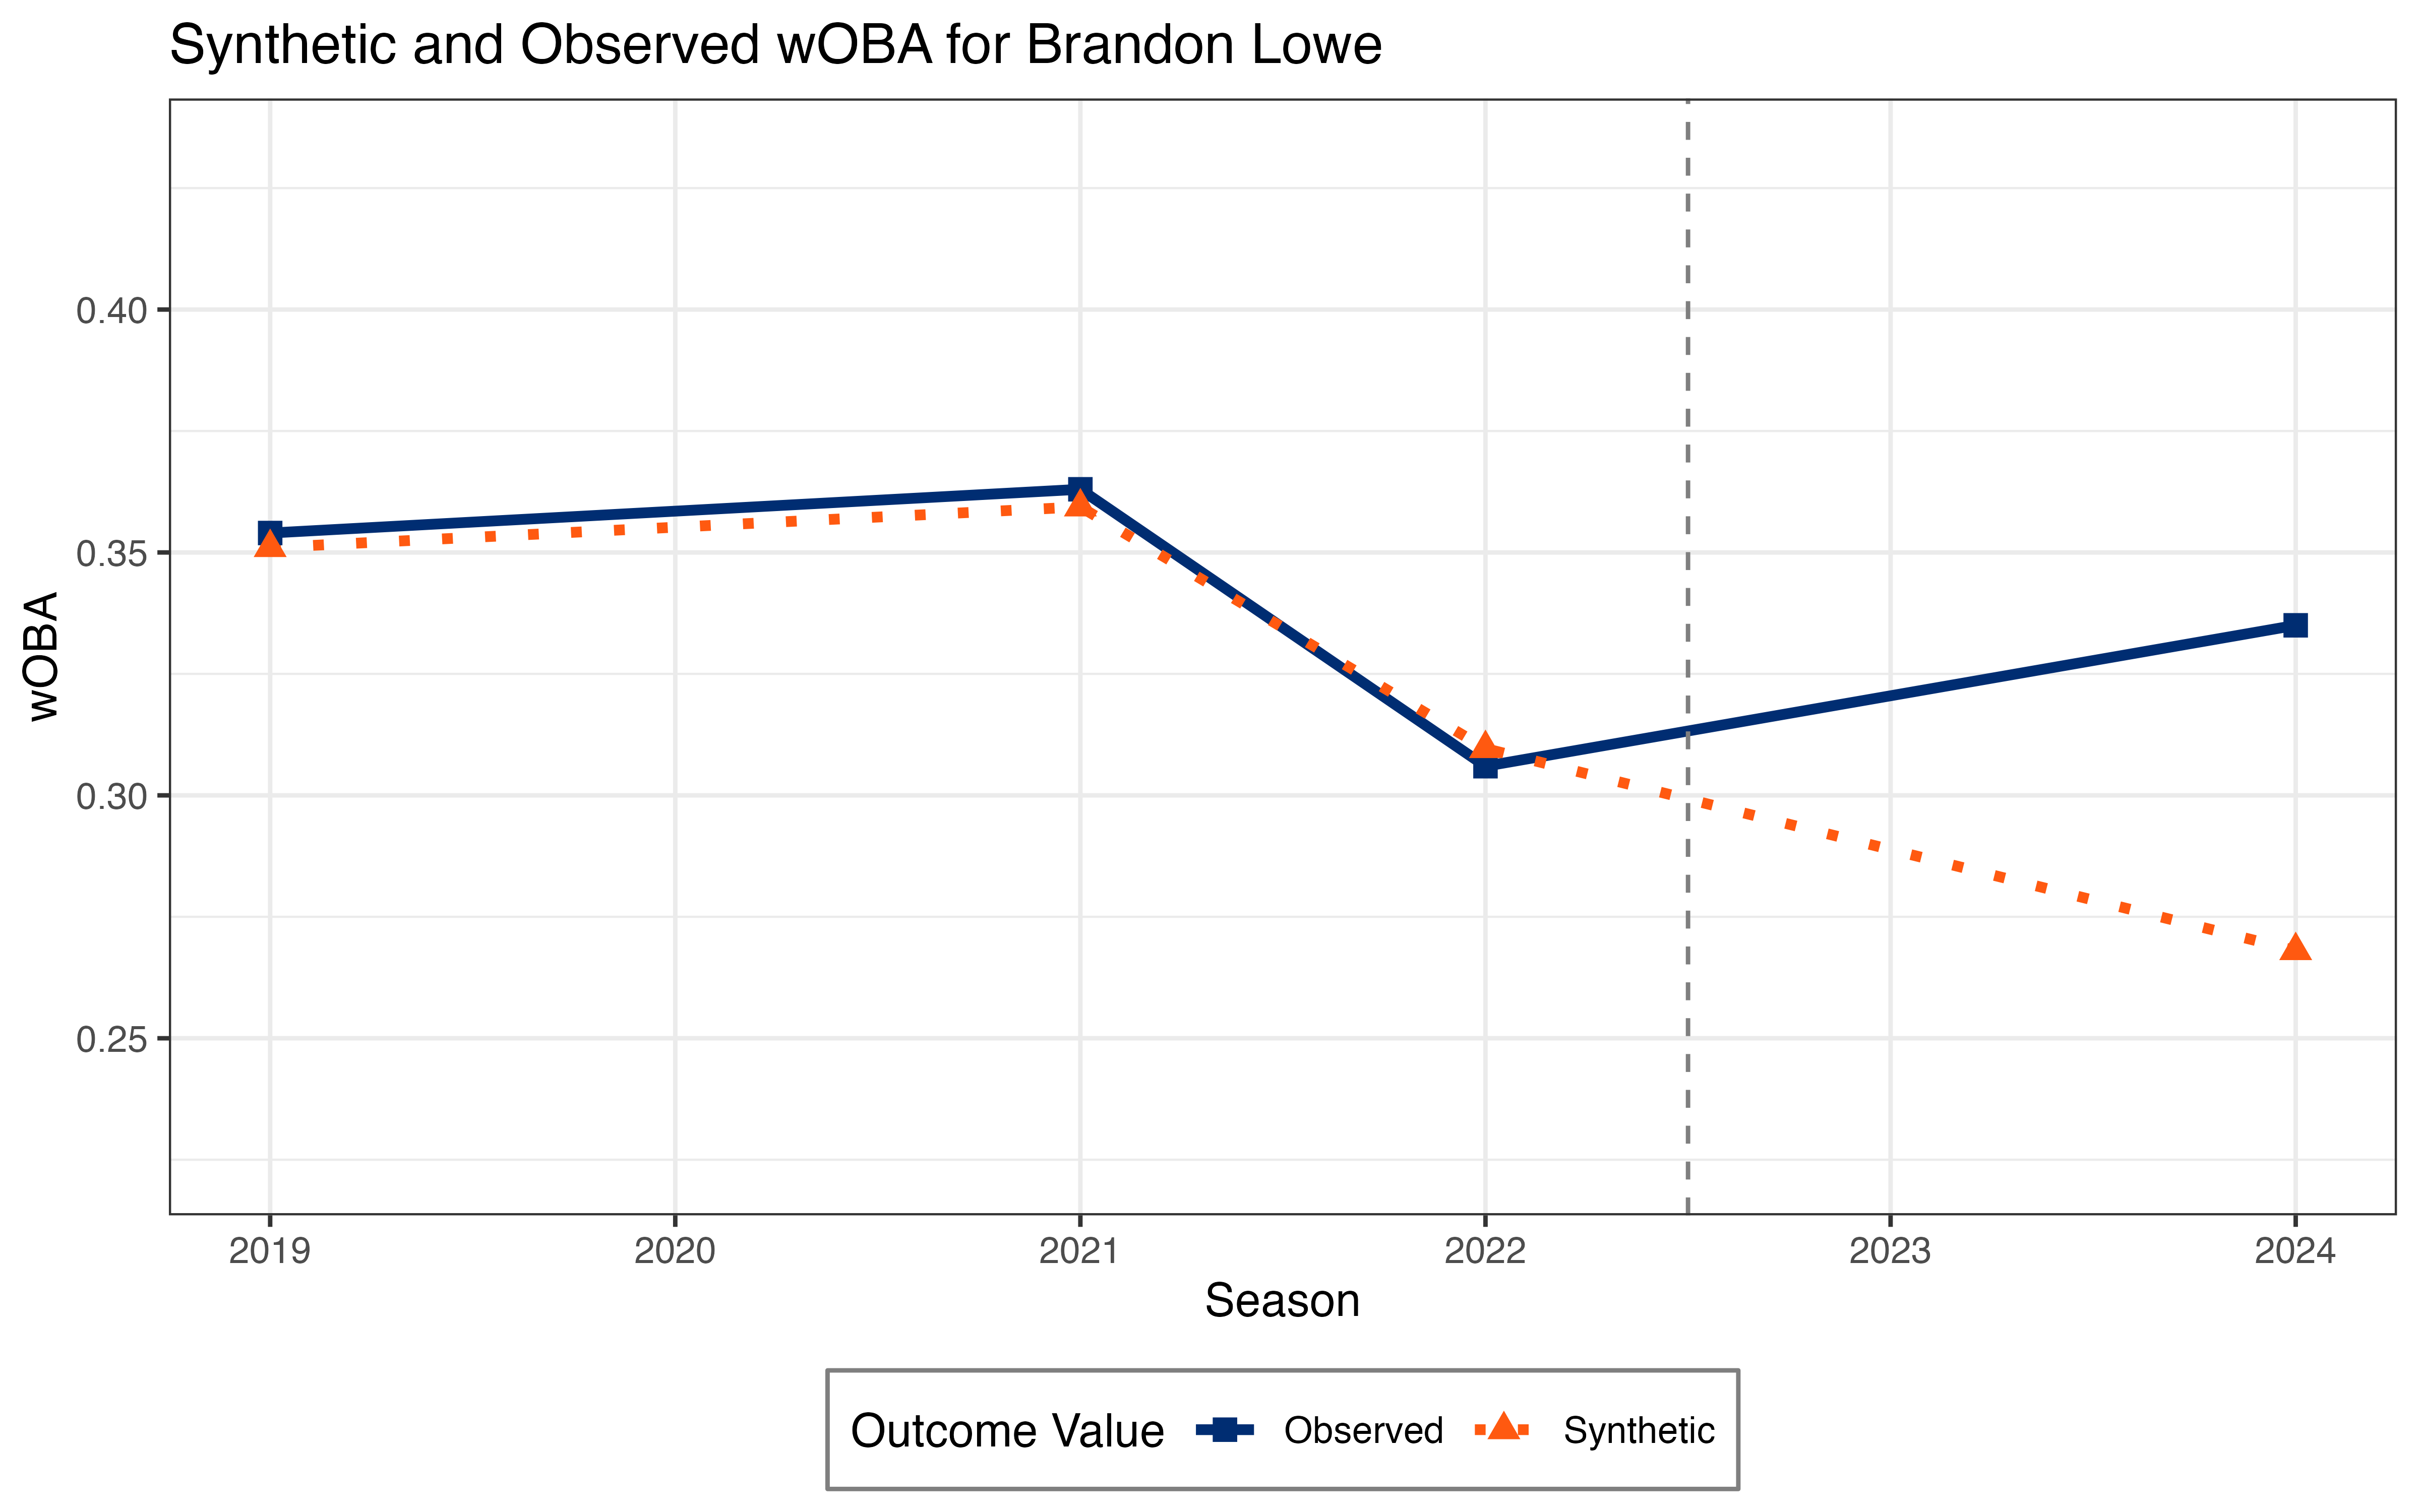 Synthetic and Observed wOBA for Brandon Lowe
wOBA
0.40
0.35
0.30
0.25
2019 2020 2021 2022 2023 2024
Season
Outcome Value Observed Synthetic